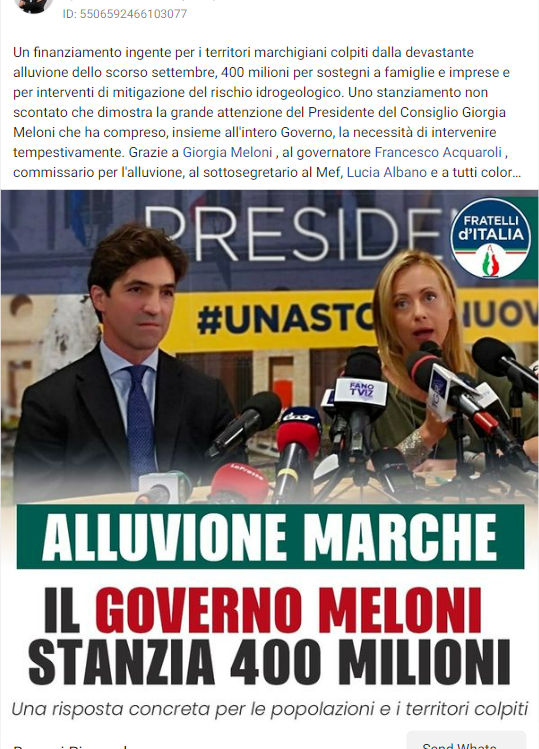 ID: 5506592466103077
Un finanziamento ingente per i territori marchigiani colpiti dalla devastante
alluvione dello scorso settembre, 400 milioni per sostegni a famiglie e imprese e
per interventi di mitigazione del rischio idrogeologico. Uno stanziamento non
scontato che dimostra la grande attenzione del Presidente del Consiglio Giorgia
Meloni che ha compreso, insieme all'intero Governo, la necessità di intervenire
tempestivamente. Grazie a Giorgia Meloni , al governatore Francesco Acquaroli ,
commissario per l'alluvione, al sottosegretario al Mef, Lucia Albano e a tutti color...
PRESIDE
FRATELLI
d'ITALIA
#UNASTO
NUOV
FANO
TV IZ
LaPresse
ALLUVIONE MARCHE
IL GOVERNO MELONI
STANZIA 400 MILIONI
Una risposta concreta per le popolazioni e i territori colpiti